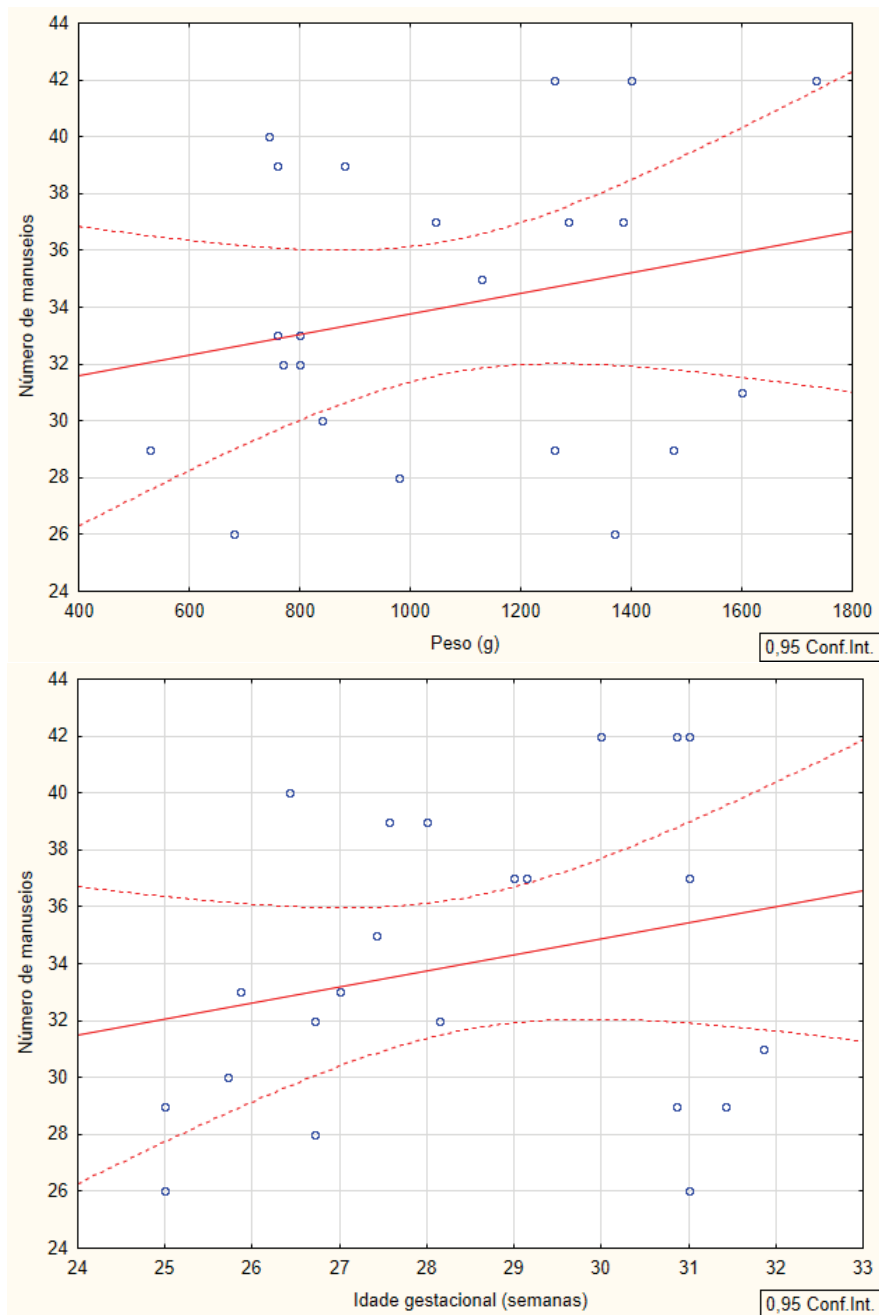 44
42
40
38
36
34
32
30
28
26
24
Número de manuseios
400 600 800 1000 1200 1400 1600 1800
Peso (g)
0,95 Conf.Int.
44
42
40
38
36
34
32
30
28
26
24
Número de manuseios
24 25 26 27 28 29 30 31 32 33
Idade gestacional (semanas)
0,95 Conf.Int.